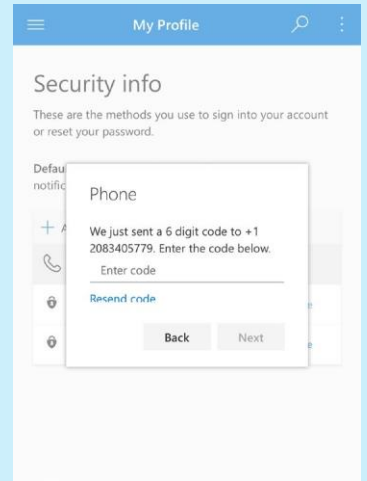 My Profile
Security info
These are the methods you use to sign into your account
or reset your password.
Defau
notific
Phone
A
We just sent a 6 digit code to +1
2083405779. Enter the code below.
Enter code
Resend code
e
Back
Next
e